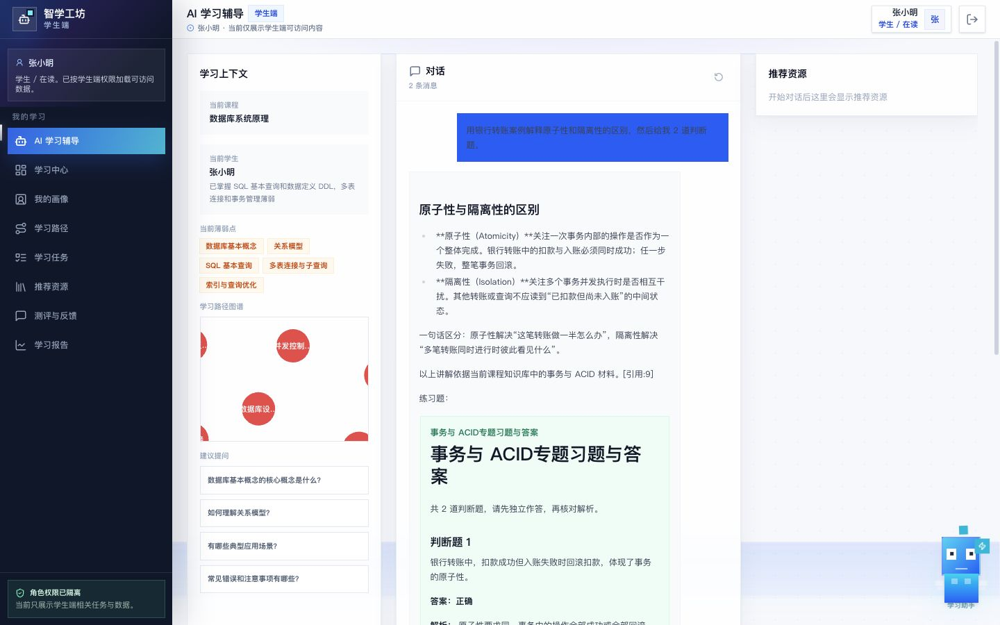 智学工坊
学生端
张小明
学生 / 在读。已按学生端权限加载可访问
数据。
我的学习
AI 学习辅导
学习中心
我的画像
学习路径
学习任务
推荐资源
测评与反馈
学习报告
角色权限已隔离
当前只展示学生端相关任务与数据。
AI 学习辅导
学生端
张小明 · 当前仅展示学生端可访问内容
张小明
学生 / 在读
张
学习上下文
当前课程
数据库系统原理
当前学生
张小明
已掌握 SQL 基本查询和数据定义 DDL，多表
连接和事务管理薄弱
当前薄弱点
数据库基本概念
关系模型
SQL 基本查询
多表连接与子查询
索引与查询优化
学习路径图谱
并发控制...
数据库设...
建议提问
数据库基本概念的核心概念是什么?
如何理解关系模型?
有哪些典型应用场景?
常见错误和注意事项有哪些?
对话
2 条消息
用银行转账案例解释原子性和隔离性的区别，然后给我 2 道判断
题。
原子性与隔离性的区别
**原子性（Atomicity）**关注一次事务内部的操作是否作为一
个整体完成。银行转账中的扣款与入账必须同时成功；任一步
失败，整笔事务回滚。
**隔离性（Isolation）**关注多个事务并发执行时是否相互干
扰。其他转账或查询不应读到“已扣款但尚未入账”的中间状
态。
一句话区分：原子性解决“这笔转账做一半怎么办”，隔离性解决
“多笔转账同时进行时彼此看见什么”。
以上讲解依据当前课程知识库中的事务与 ACID 材料。[引用:9]
练习题：
事务与 ACID专题习题与答案
事务与 ACID专题习题与答
案
共 2 道判断题，请先独立作答，再核对解析。
判断题 1
银行转账中，扣款成功但入账失败时回滚扣款，体现了事务
的原子性。
答案：正确
解析： 原子性要求同一事务中的操作全部成功或全部回滚
推荐资源
开始对话后这里会显示推荐资源
学习助手